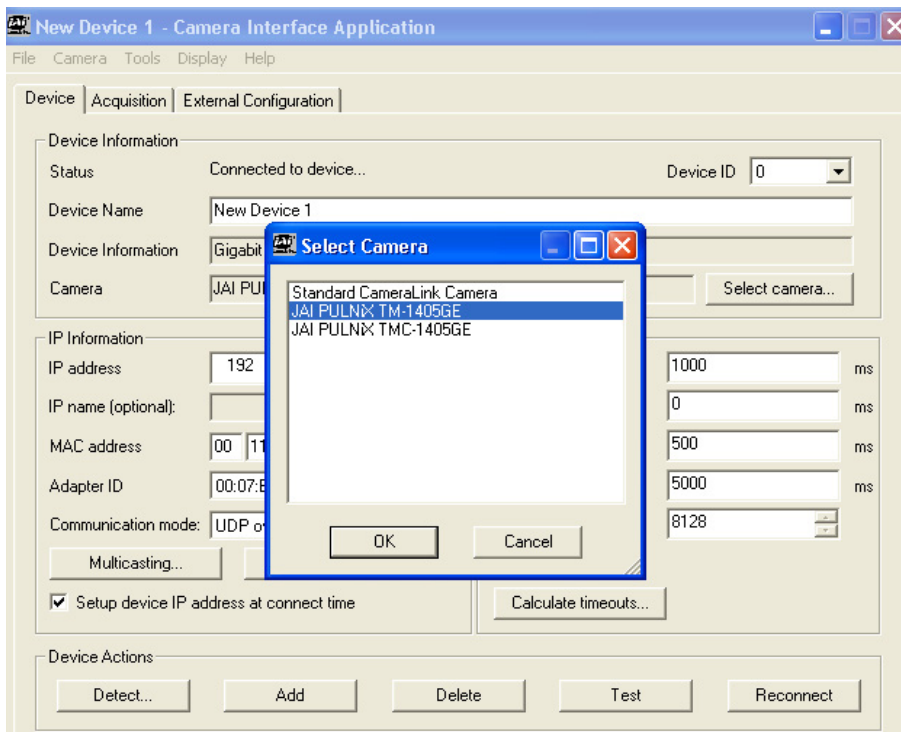 New Device 1 - Camera Interface Application
File Camera Tools Display Help
Device Acquisition External Configuration
Device Information
Status Connected to device... Device ID 0
Device Name New Device 1
Device Information Gigabit
Camera JAI Select camera...
Select Camera
Standard CameraLink Camera
JAI PULNiX TM-1405GE
JAI PULNiX TMC-1405GE
OK Cancel
IP Information
IP address 192 1000 ms
IP name (optional): 0 ms
MAC address 00 11 500 ms
Adapter ID 00:07: 5000 ms
Communication mode: UDP 8128
Multicasting...
Setup device IP address at connect time Calculate timeouts...
Device Actions
Detect... Add Delete Test Reconnect